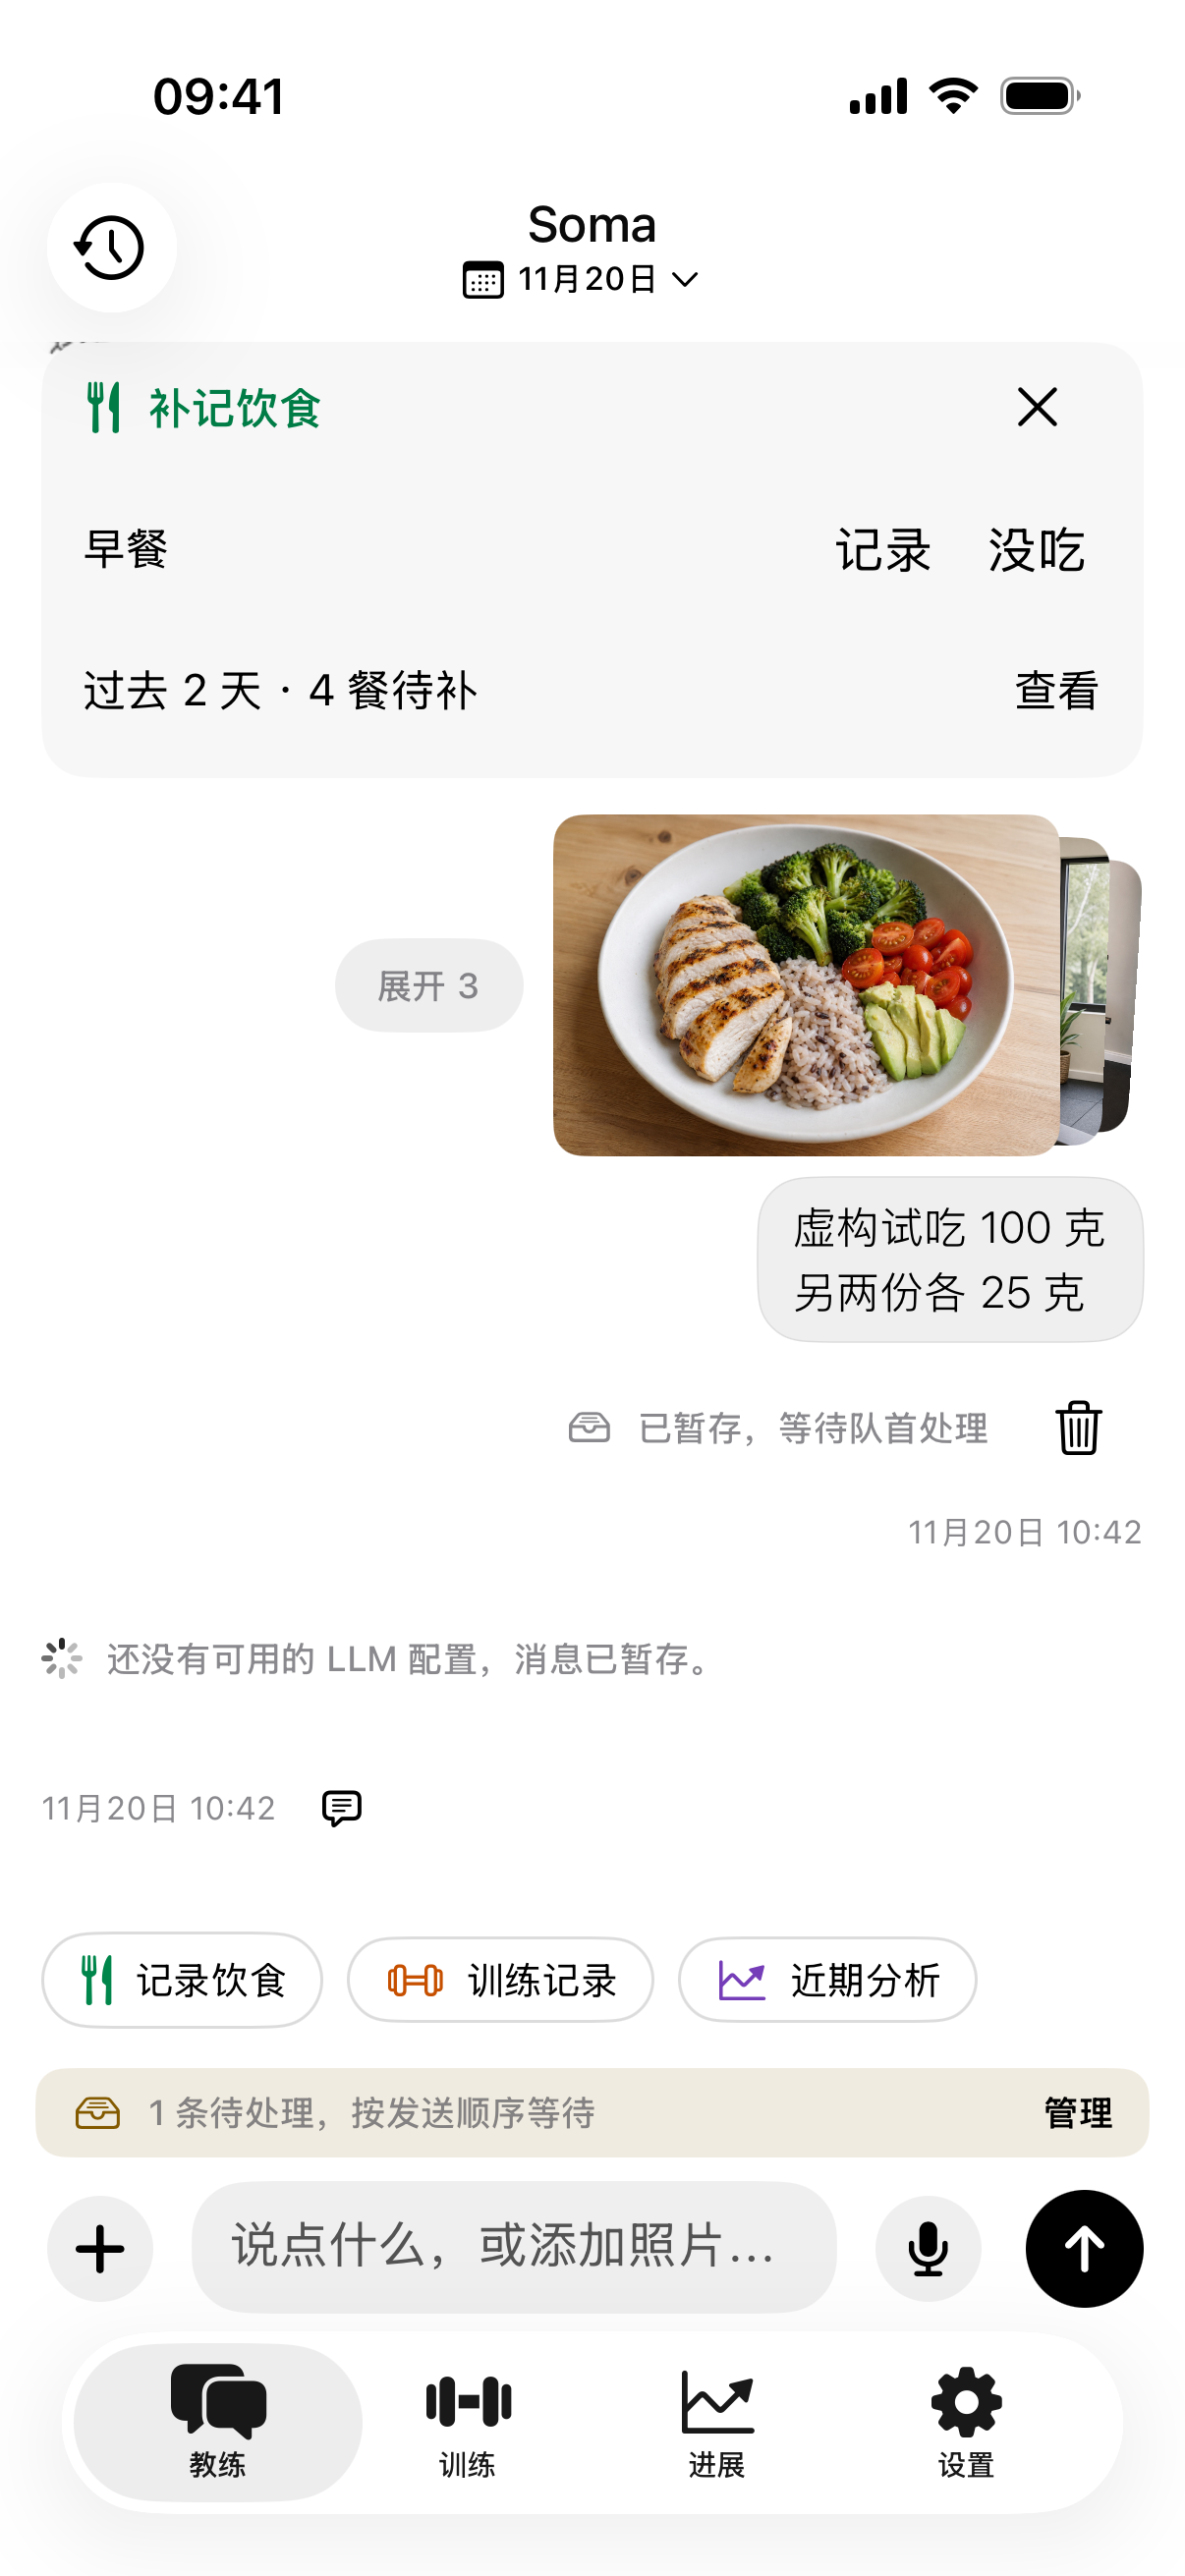 09:41
Soma
11月20日
补记饮食
早餐
记录
没吃
过去 2 天 · 4 餐待补
查看
展开 3
虚构试吃 100 克
另两份各 25 克
已暂存，等待队首处理
11月20日 10:42
还没有可用的 LLM 配置，消息已暂存。
11月20日 10:42
记录饮食
训练记录
近期分析
1 条待处理，按发送顺序等待
管理
说点什么，或添加照片...
教练
训练
进展
设置